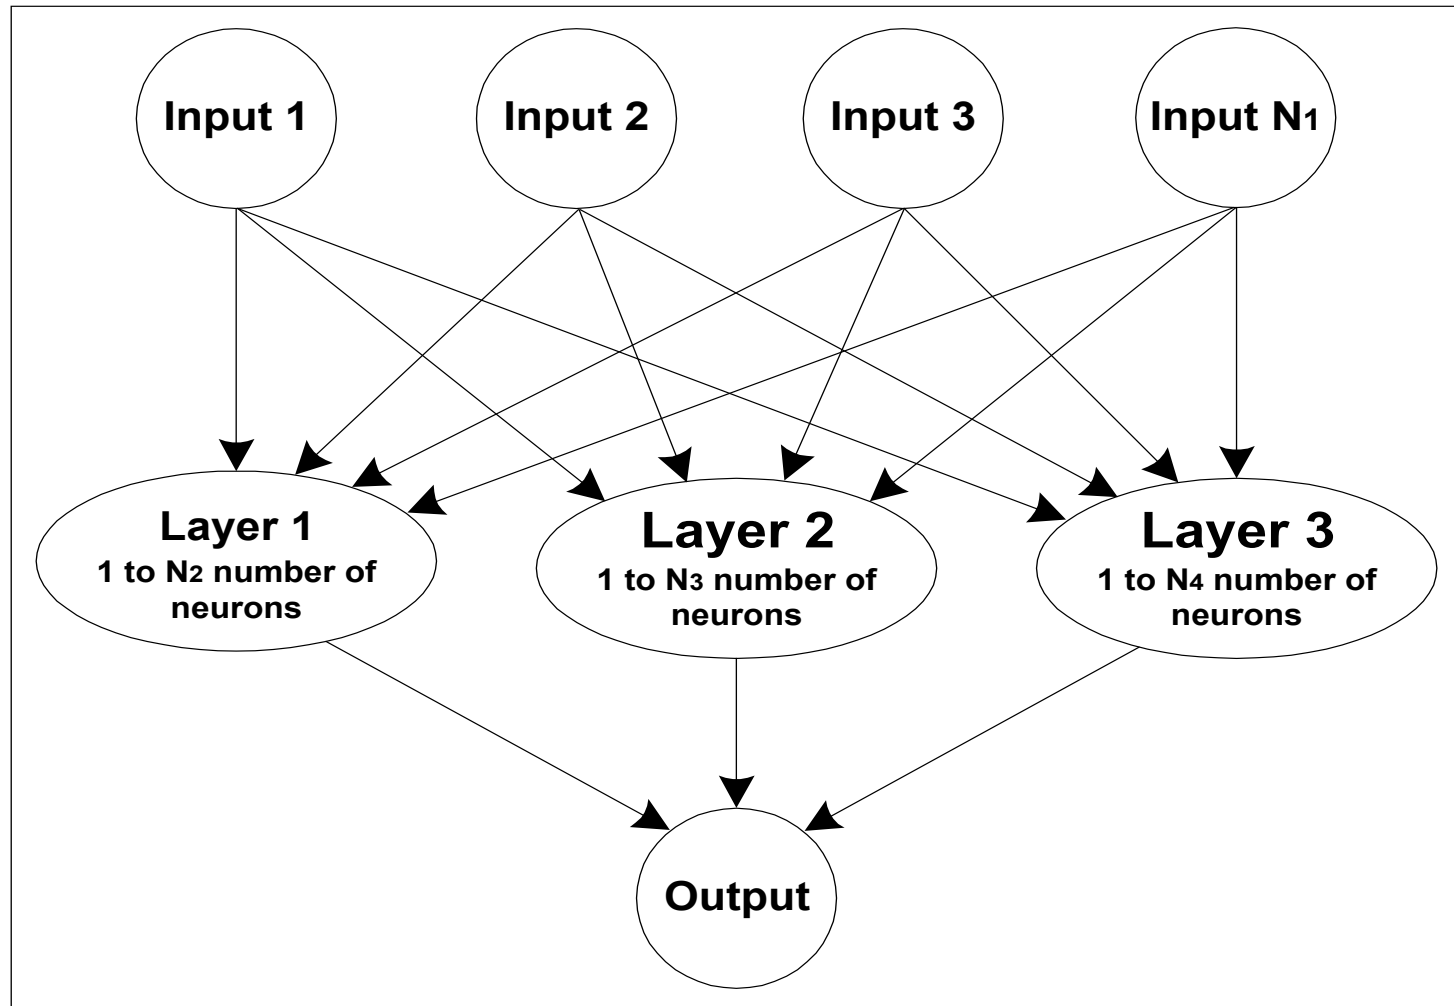 Input 1
Input 2
Input 3
Input N1
Layer 1
1 to N2 number of
neurons
Layer 2
1 to N3 number of
neurons
Layer 3
1 to N4 number of
neurons
Output